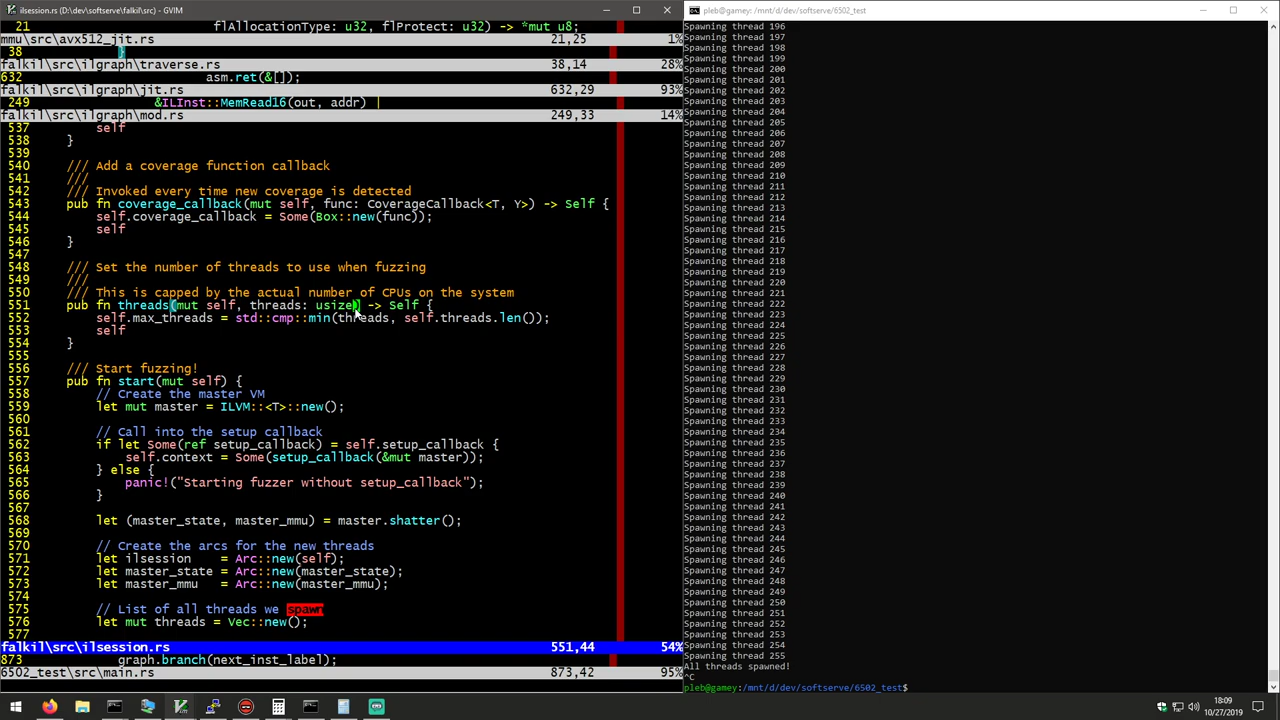 ilsession.rs (D:\dev\softserve\falkil\src) - GVIM
21 flAllocationType: u32, flProtect: u32) -> *mut u8;
mmu\src\avx512_jit.rs 21,25 1%
38 }
falkil\src\ilgraph\traverse.rs 38,14 28%
632 asm.ret(&[]);
falkil\src\ilgraph\jit.rs 632,29 93%
249 &ILInst::MemRead16(out, addr) |
falkil\src\ilgraph\mod.rs 249,33 14%
537 self
538 }
539
540 /// Add a coverage function callback
541 ///
542 /// Invoked every time new coverage is detected
543 pub fn coverage_callback(mut self, func: CoverageCallback<T, Y>) -> Self {
544 self.coverage_callback = Some(Box::new(func));
545 self
546 }
547
548 /// Set the number of threads to use when fuzzing
549 ///
550 /// This is capped by the actual number of CPUs on the system
551 pub fn threads(mut self, threads: usize) -> Self {
552 self.max_threads = std::cmp::min(threads, self.threads.len());
553 self
554 }
555
556 /// Start fuzzing!
557 pub fn start(mut self) {
558 // Create the master VM
559 let mut master = ILVM::<T>::new();
560
561 // Call into the setup callback
562 if let Some(ref setup_callback) = self.setup_callback {
563 self.context = Some(setup_callback(&mut master));
564 } else {
565 panic!("Starting fuzzer without setup_callback");
566 }
567
568 let (master_state, master_mmu) = master.shatter();
569
570 // Create the arcs for the new threads
571 let ilsession = Arc::new(self);
572 let master_state = Arc::new(master_state);
573 let master_mmu = Arc::new(master_mmu);
574
575 // List of all threads we spawn
576 let mut threads = Vec::new();
577
falkil\src\ilsession.rs 551,44 54%
873 graph.branch(next_inst_label);
6502_test\src\main.rs 873,42 95%
pleb@gamey: /mnt/d/dev/softserve/6502_test
Spawning thread 196
Spawning thread 197
Spawning thread 198
Spawning thread 199
Spawning thread 200
Spawning thread 201
Spawning thread 202
Spawning thread 203
Spawning thread 204
Spawning thread 205
Spawning thread 206
Spawning thread 207
Spawning thread 208
Spawning thread 209
Spawning thread 210
Spawning thread 211
Spawning thread 212
Spawning thread 213
Spawning thread 214
Spawning thread 215
Spawning thread 216
Spawning thread 217
Spawning thread 218
Spawning thread 219
Spawning thread 220
Spawning thread 221
Spawning thread 222
Spawning thread 223
Spawning thread 224
Spawning thread 225
Spawning thread 226
Spawning thread 227
Spawning thread 228
Spawning thread 229
Spawning thread 230
Spawning thread 231
Spawning thread 232
Spawning thread 233
Spawning thread 234
Spawning thread 235
Spawning thread 236
Spawning thread 237
Spawning thread 238
Spawning thread 239
Spawning thread 240
Spawning thread 241
Spawning thread 242
Spawning thread 243
Spawning thread 244
Spawning thread 245
Spawning thread 246
Spawning thread 247
Spawning thread 248
Spawning thread 249
Spawning thread 250
Spawning thread 251
Spawning thread 252
Spawning thread 253
Spawning thread 254
Spawning thread 255
All threads spawned!
^C
pleb@gamey:/mnt/d/dev/softserve/6502_test$
18:09
10/27/2019